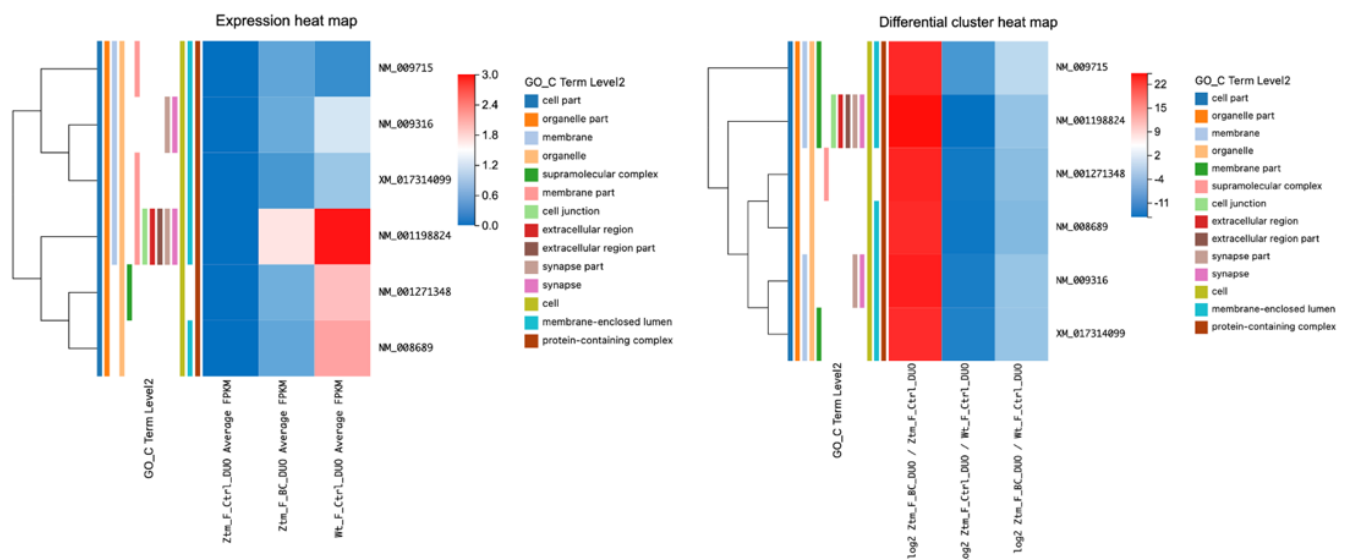 Expression heat map
NM_009715
NM_009316
XM_017314099
NM_001198824
NM_001271348
NM_008689
3.0
2.4
1.8
1.2
0.6
0.0
GO_C Term Level2
cell part
organelle part
membrane
organelle
supramolecular complex
membrane part
cell junction
extracellular region
extracellular region part
synapse part
synapse
cell
membrane-enclosed lumen
protein-containing complex
GO_C Term Level2
Ztm_F_Ctrl_DUO Average FPKM
Ztm_F_BC_DUO Average FPKM
Wt_F_Ctrl_DUO Average FPKM
Differential cluster heat map
NM_009715
NM_001198824
NM_001271348
NM_008689
NM_009316
XM_017314099
22
15
9
2
-4
-11
GO_C Term Level2
cell part
organelle part
membrane
organelle
membrane part
supramolecular complex
cell junction
extracellular region
extracellular region part
synapse part
synapse
cell
membrane-enclosed lumen
protein-containing complex
GO_C Term Level2
log2 Ztm_F_BC_DUO / Ztm_F_Ctrl_DUO
log2 Ztm_F_Ctrl_DUO / Wt_F_Ctrl_DUO
log2 Ztm_F_BC_DUO / Wt_F_Ctrl_DUO